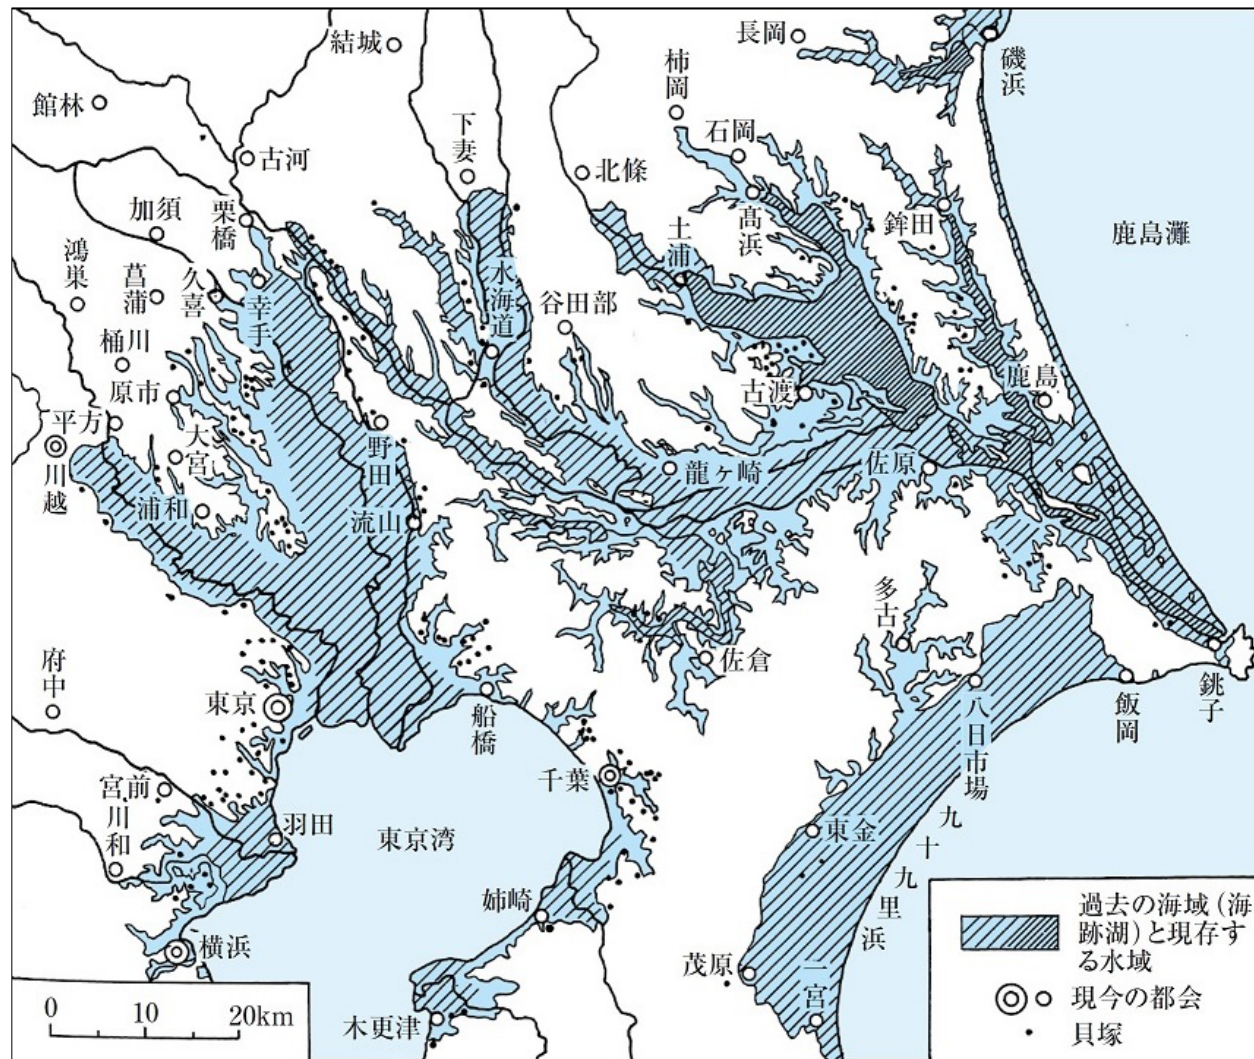 結城
長岡
磯浜
柿岡
館林
石岡
下妻
古河
北條
加須
栗橋
高浜
鉾田
土浦
鹿島灘
鴻巣
菖蒲
久喜
幸手
水海道
谷田部
桶川
原市
古渡
鹿島
平方
川越
大宮
野田
龍ヶ崎
佐原
浦和
流山
多古
佐倉
府中
東京
船橋
八日市場
飯岡
銚子
千葉
宮前
川和
羽田
東京湾
東金
九十九里浜
姉崎
横浜
茂原
一宮
木更津
0 10 20km
過去の海域(海
跡湖)と現存す
る水域
現今の都会
貝塚